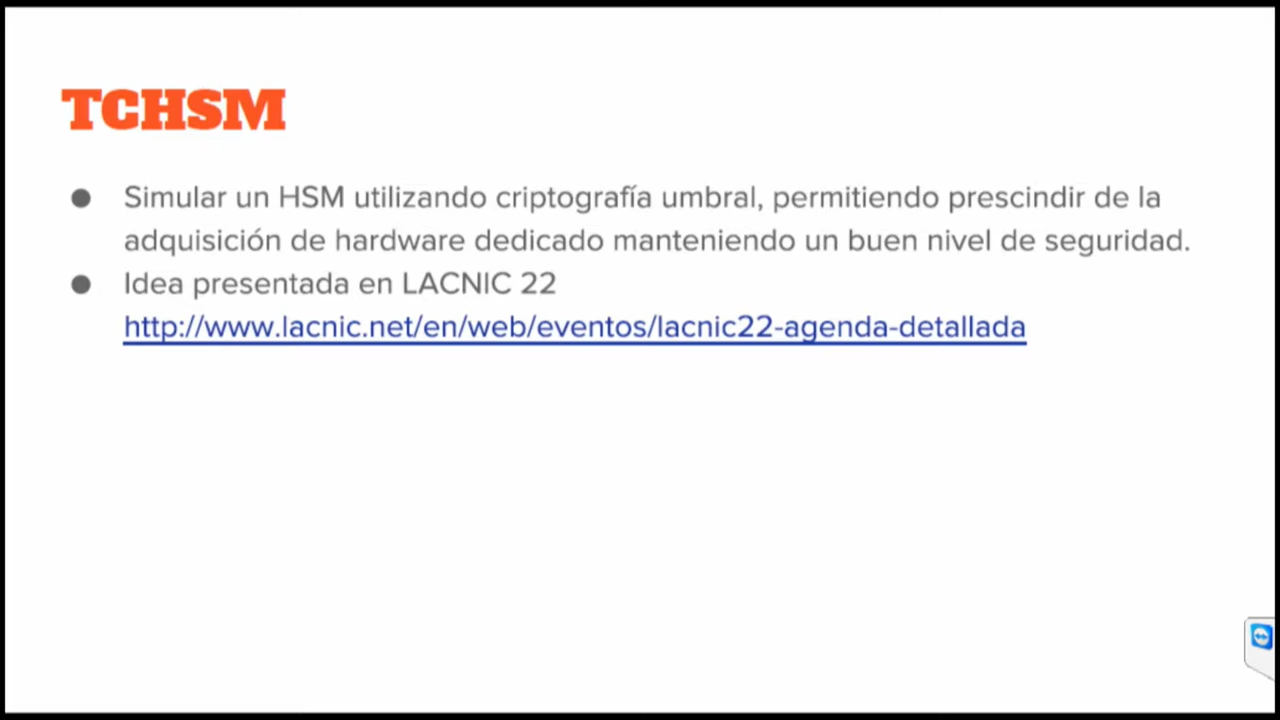 TCHSM
● Simular un HSM utilizando criptografía umbral, permitiendo prescindir de la
adquisición de hardware dedicado manteniendo un buen nivel de seguridad.
● Idea presentada en LACNIC 22
http://www.lacnic.net/en/web/eventos/lacnic22-agenda-detallada